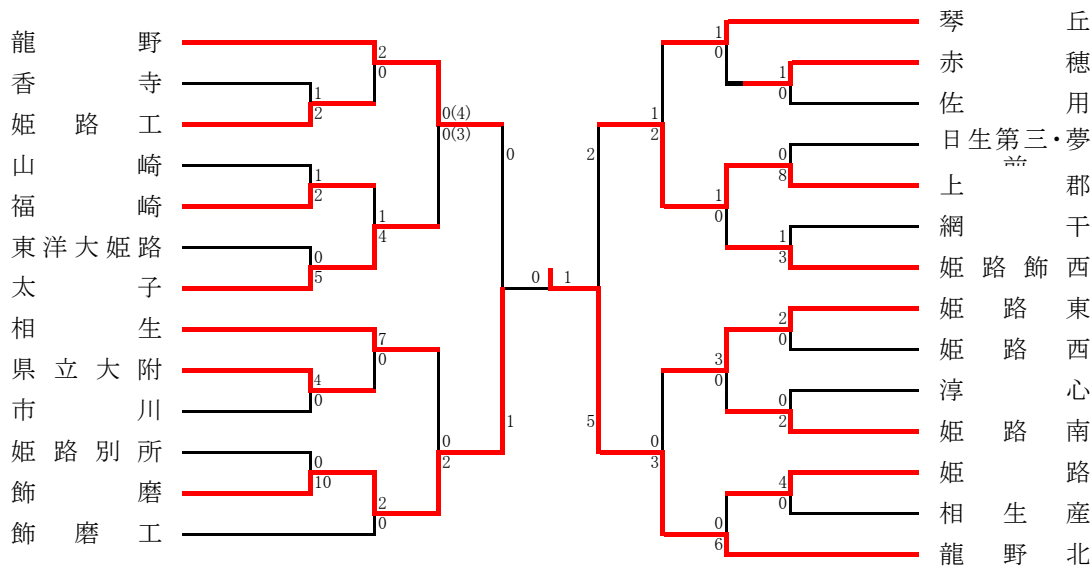 龍野
香寺
姫路工
山崎
福崎
東洋大姫路
太子
相生
県立大附
市川
姫路別所
飾磨
飾磨工
2
0
1
2
1
2
0
5
1
4
0(4)
0(3)
7
0
4
0
0
10
2
0
0
2
0
1
0
1
2
5
1
2
0
3
1
0
1
0
0
8
1
0
1
3
2
0
3
0
0
2
4
0
0
6
琴丘
赤穂
佐用
日生第三・夢
上郡
網干
姫路飾西
姫路東
姫路西
淳心
姫路南
姫路
相生産
龍野北